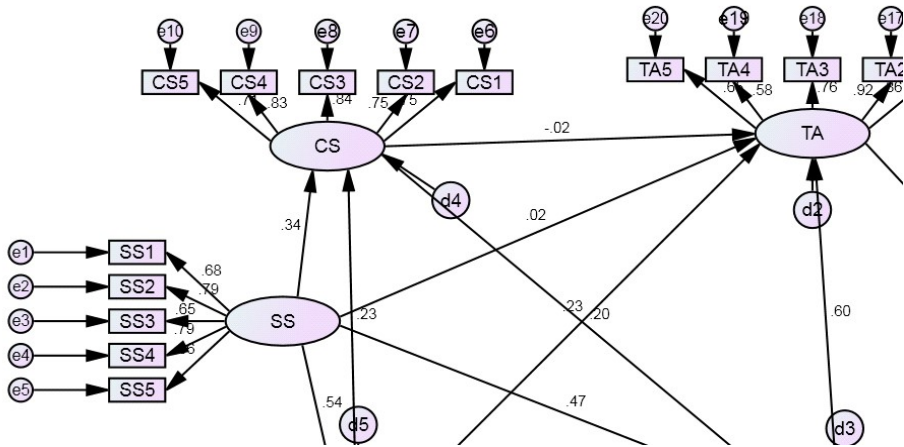 e10 e9 e8 e7 e6 e20 e19 e18 e17
CS5 CS4 CS3 CS2 CS1 TA5 TA4 TA3 TA2
.83 .84 .75 .58 .76 .92
CS -.02 TA
d4 d2
.34 .02
e1 SS1
.68
e2 SS2 .79
.65
e3 SS3 SS .23 .23 .20 .60
.79
e4 SS4
e5 SS5
.54 .47
d5 d3